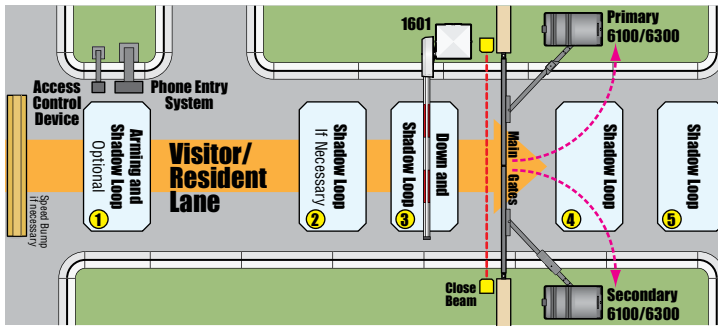 1601
Primary
6100/6300
Access
Control
Device
Phone Entry
System
Arming and
Shadow Loop
Optional
1
Visitor/
Resident
Lane
Shadow Loop
If Necessary
2
Down and
Shadow Loop
3
Main Gates
Shadow Loop
4
Shadow Loop
5
Speed Bump
if necessary
Close
Beam
Secondary
6100/6300